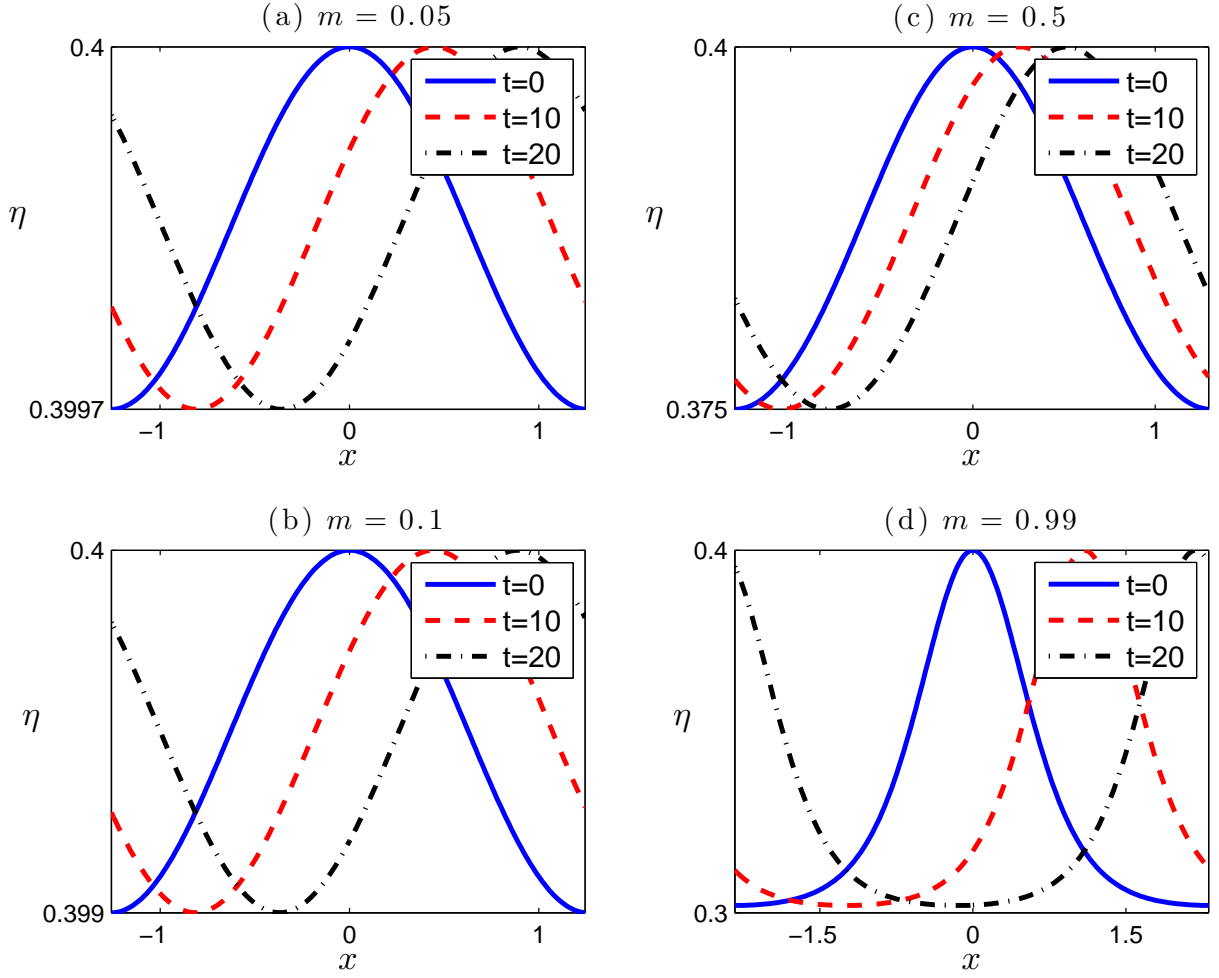 (a) m = 0.05
0.4
t=0
t=10
t=20
η
0.3997
−1 0 1
x
(c) m = 0.5
0.4
t=0
t=10
t=20
η
0.375
−1 0 1
x
(b) m = 0.1
0.4
t=0
t=10
t=20
η
0.399
−1 0 1
x
(d) m = 0.99
0.4
t=0
t=10
t=20
η
0.3
−1.5 0 1.5
x